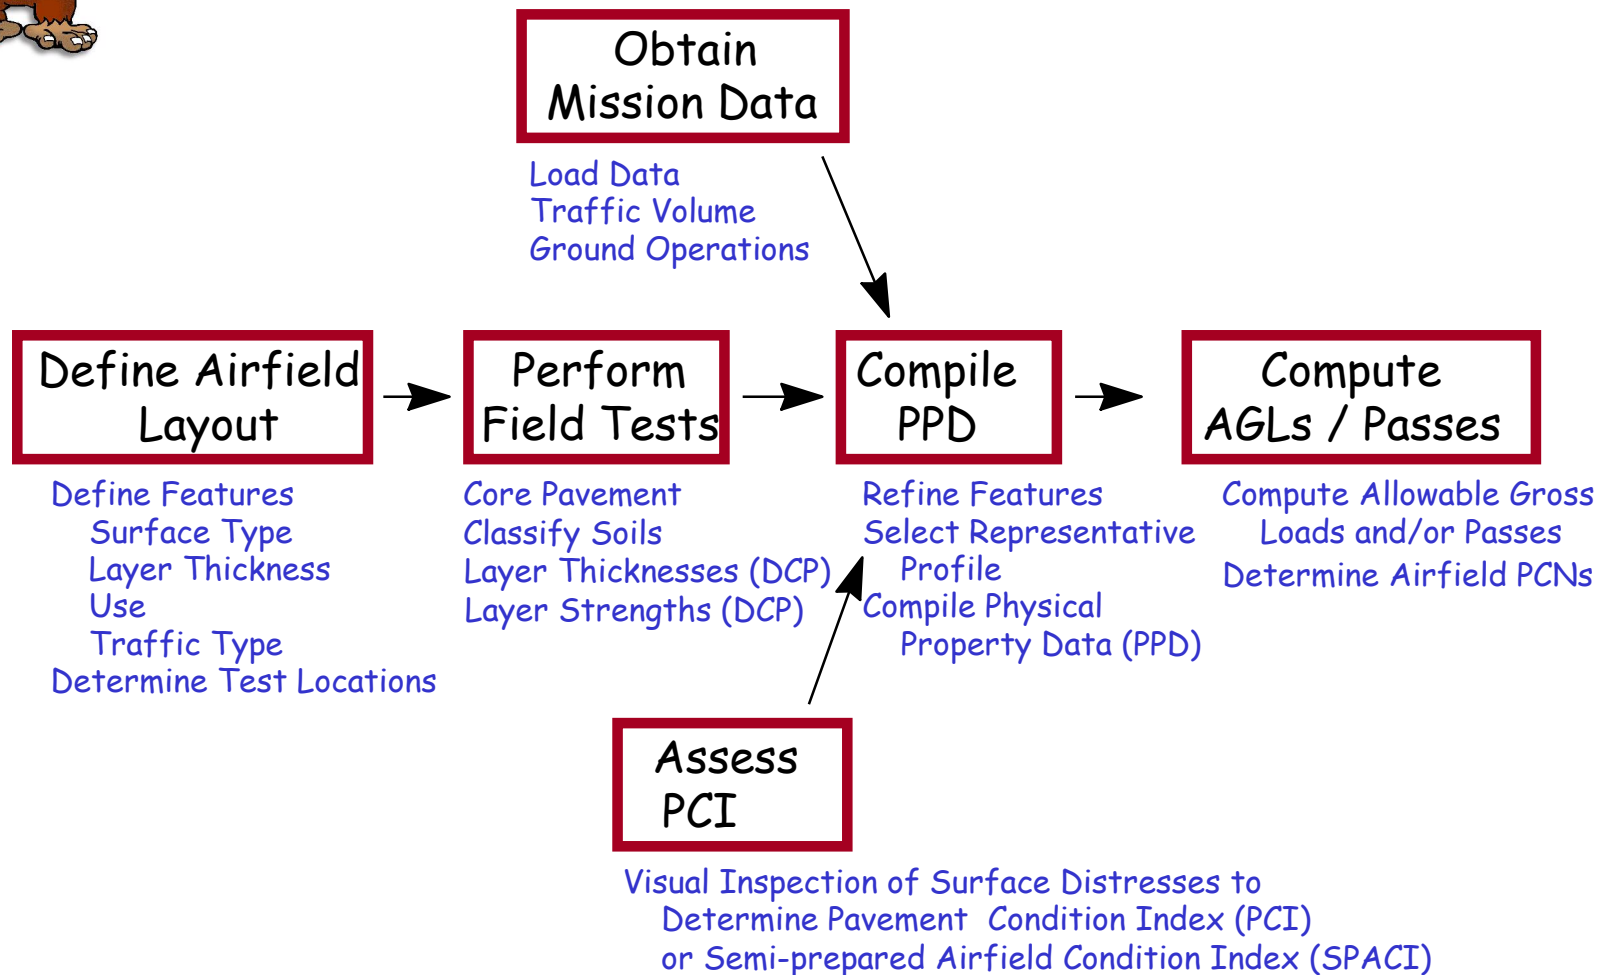 Obtain
Mission Data
Load Data
Traffic Volume
Ground Operations
Define Airfield
Layout
Define Features
Surface Type
Layer Thickness
Use
Traffic Type
Determine Test Locations
Perform
Field Tests
Core Pavement
Classify Soils
Layer Thicknesses (DCP)
Layer Strengths (DCP)
Compile
PPD
Refine Features
Select Representative
Profile
Compile Physical
Property Data (PPD)
Compute
AGLs / Passes
Compute Allowable Gross
Loads and/or Passes
Determine Airfield PCNs
Assess
PCI
Visual Inspection of Surface Distresses to
Determine Pavement Condition Index (PCI)
or Semi-prepared Airfield Condition Index (SPACI)